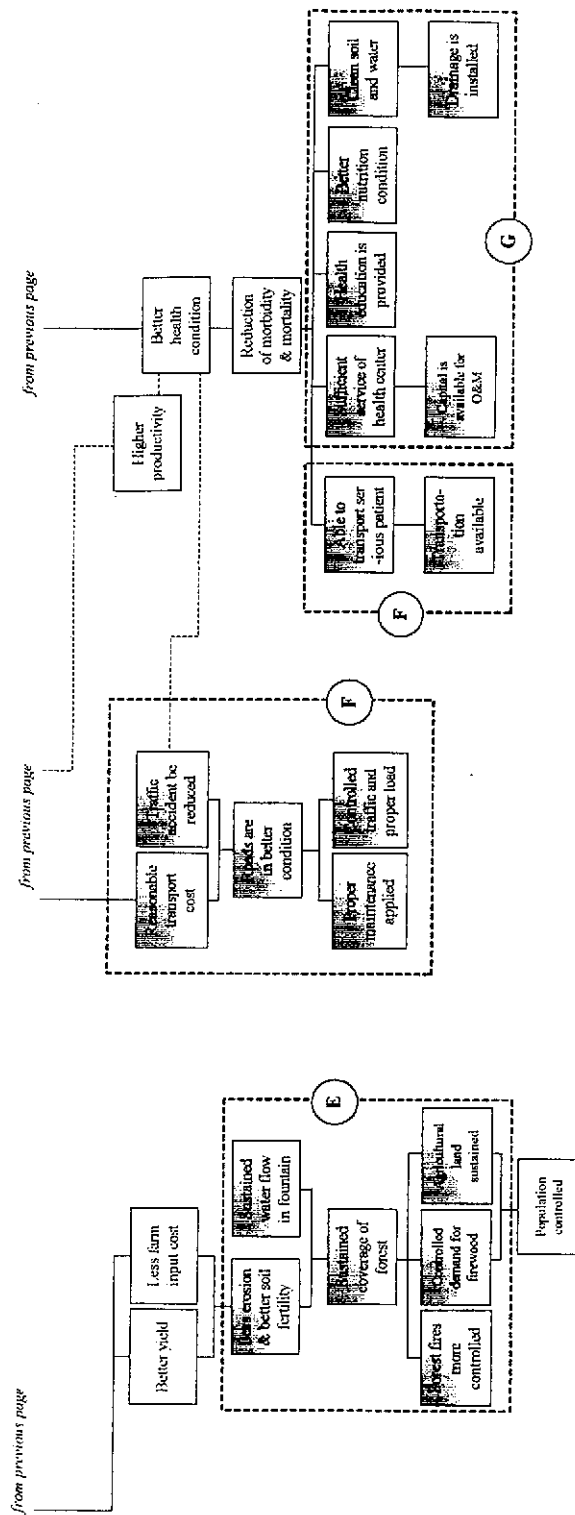 from previous page
Better yield
Less farm
input cost
Less erosion
& better soil
fertility
Sustained
water flow
in fountain
E
Sustained
coverage of
forest
Forest fires
more
controlled
Controlled
demand for
firewood
Agricultural
land
sustained
Population
controlled
from previous page
Reasonable
transport
cost
Traffic
accident be
reduced
Roads are
in better
condition
F
Proper
maintenance
applied
Controlled
traffic and
proper load
from previous page
Higher
productivity
Better
health
condition
Reduction
of morbidity
& mortality
Able to
transport ser
-ious patient
Sufficient
service of
health center
Health
education is
provided
Better
nutrition
condition
Clean soil
and water
F
Transporta-
tion
available
Capital is
available for
O&M
G
Drainage is
installed